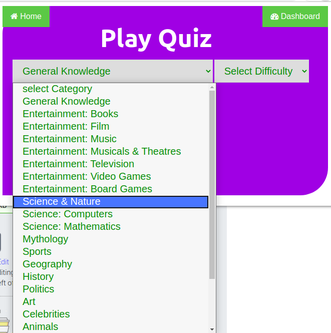 Home
Dashboard
Play Quiz
General Knowledge
Select Difficulty
select Category
General Knowledge
Entertainment: Books
Entertainment: Film
Entertainment: Music
Entertainment: Musicals & Theatres
Entertainment: Television
Entertainment: Video Games
Entertainment: Board Games
Science & Nature
Science: Computers
Science: Mathematics
Mythology
Sports
Geography
History
Politics
Art
Celebrities
Animals